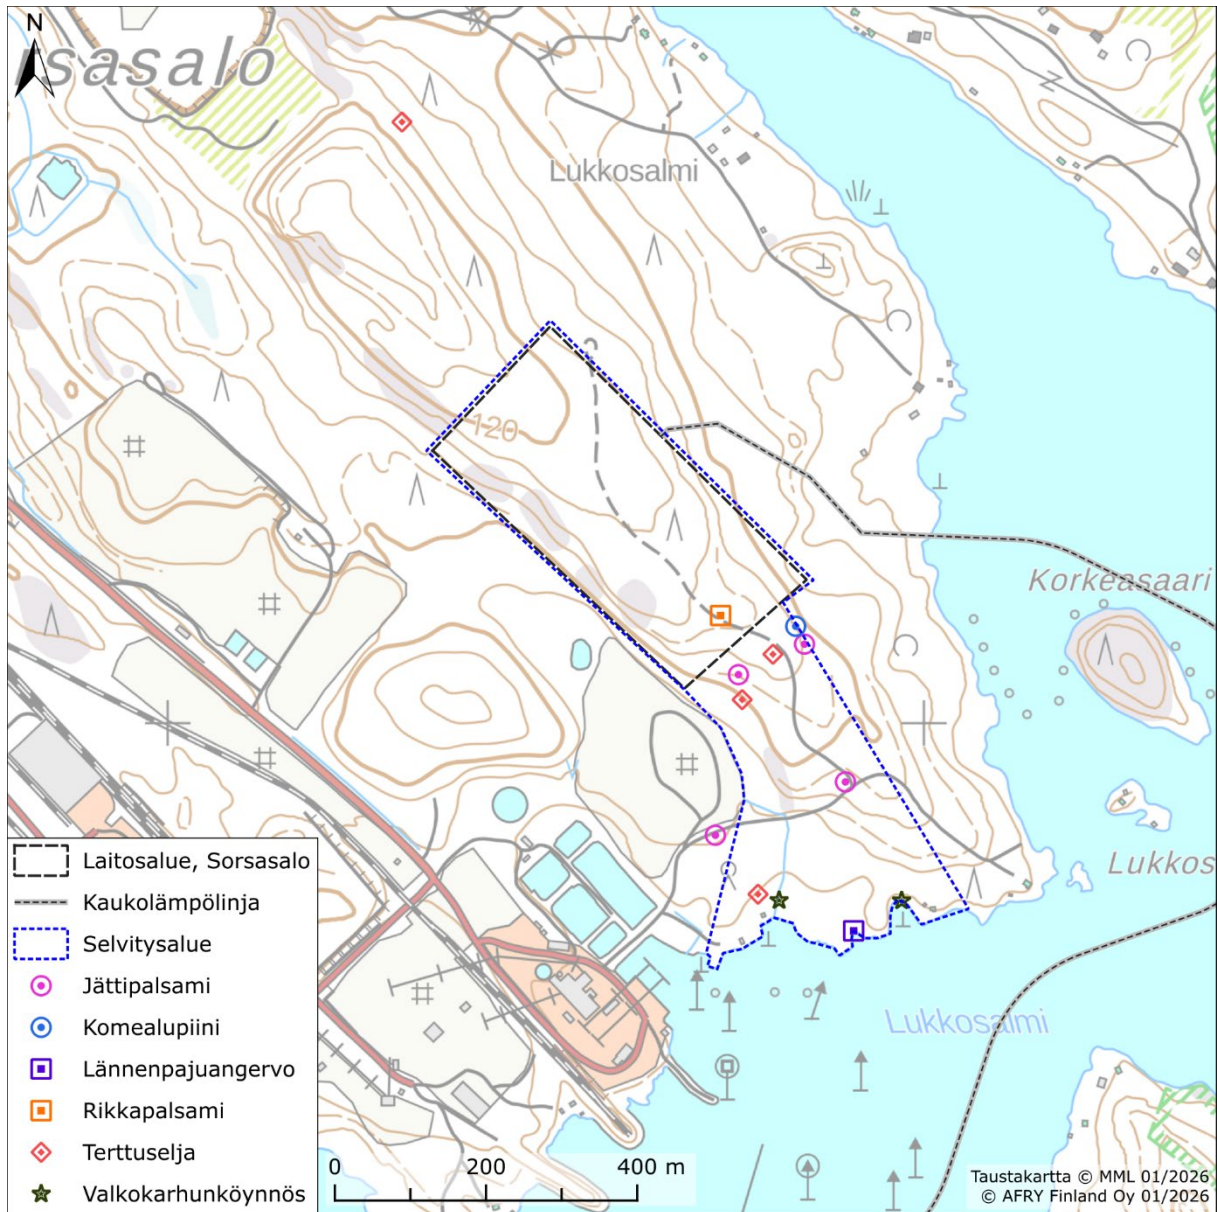 N
rsasalo
Lukkosalmi
120
Korkeasaari
Lukkos
Lukkosalmi
Laitosalue, Sorsasalo
Kaukolämpölinja
Selvitysalue
Jättipalsami
Komealupiini
Lännenpajuangervo
Rikkapalsami
Terttuselja
Valkokarhunköynnös
0 200 400 m
Taustakartta © MML 01/2026
© AFRY Finland Oy 01/2026